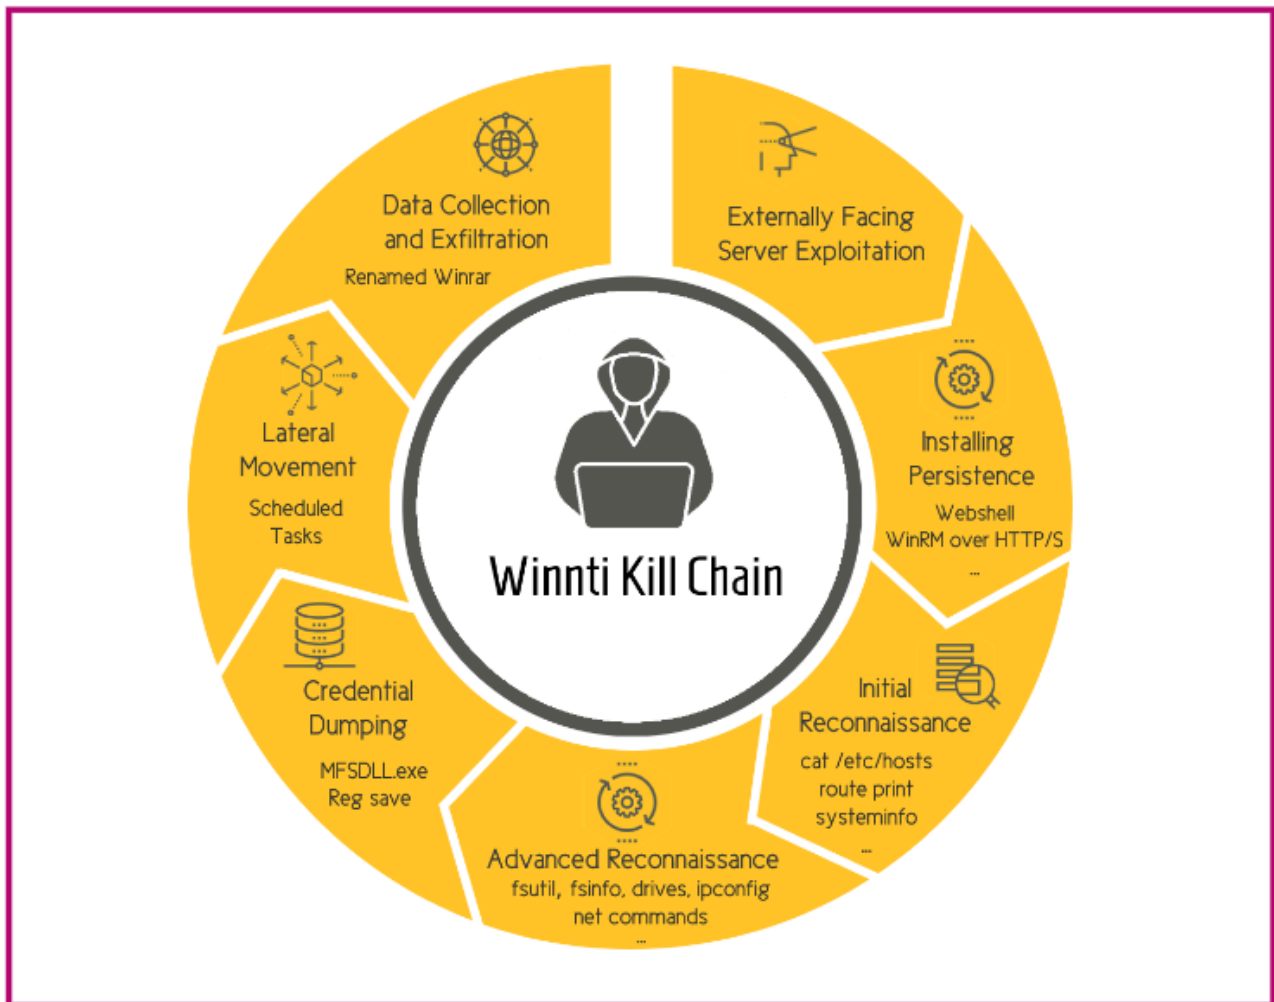 Externally Facing
Server Exploitation
Installing
Persistence
Webshell
WinRM over HTTP/S
...
Initial
Reconnaissance
cat /etc/hosts
route print
systeminfo
...
Advanced Reconnaissance
fsutil, fsinfo, drives, ipconfig
net commands
...
Credential
Dumping
MFSDLL.exe
Reg save
Lateral
Movement
Scheduled
Tasks
Data Collection
and Exfiltration
Renamed Winrar
Winnti Kill Chain